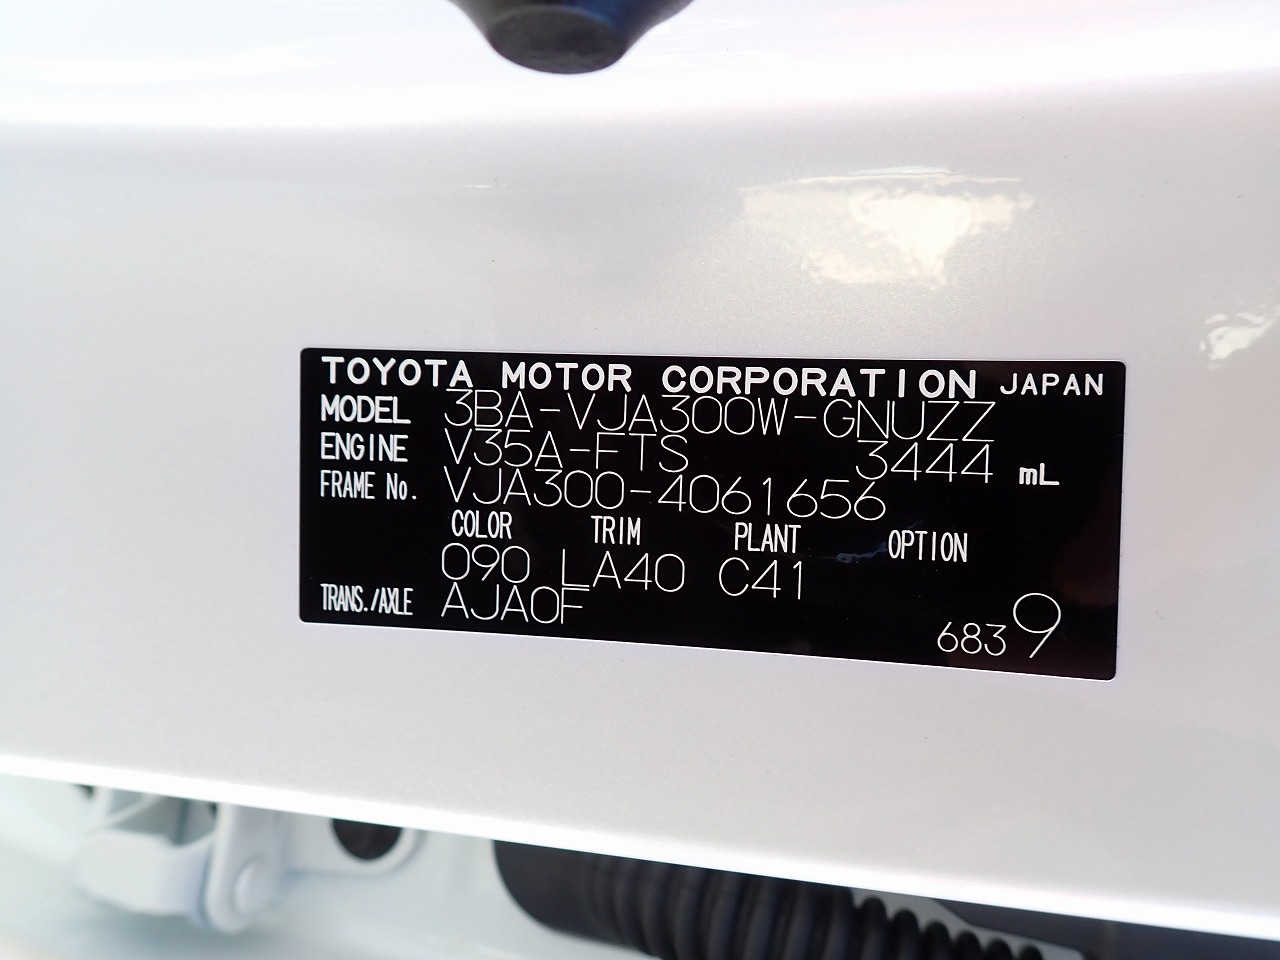 TOYOTA MOTOR CORPORATION JAPAN
MODEL 3BA-VJA300W-GNUZZ
ENGINE V35A-FTS 3444 mL
FRAME No. VJA300-4061656
COLOR TRIM PLANT OPTION
090 LA40 C41
TRANS./AXLE AJA0F
6839